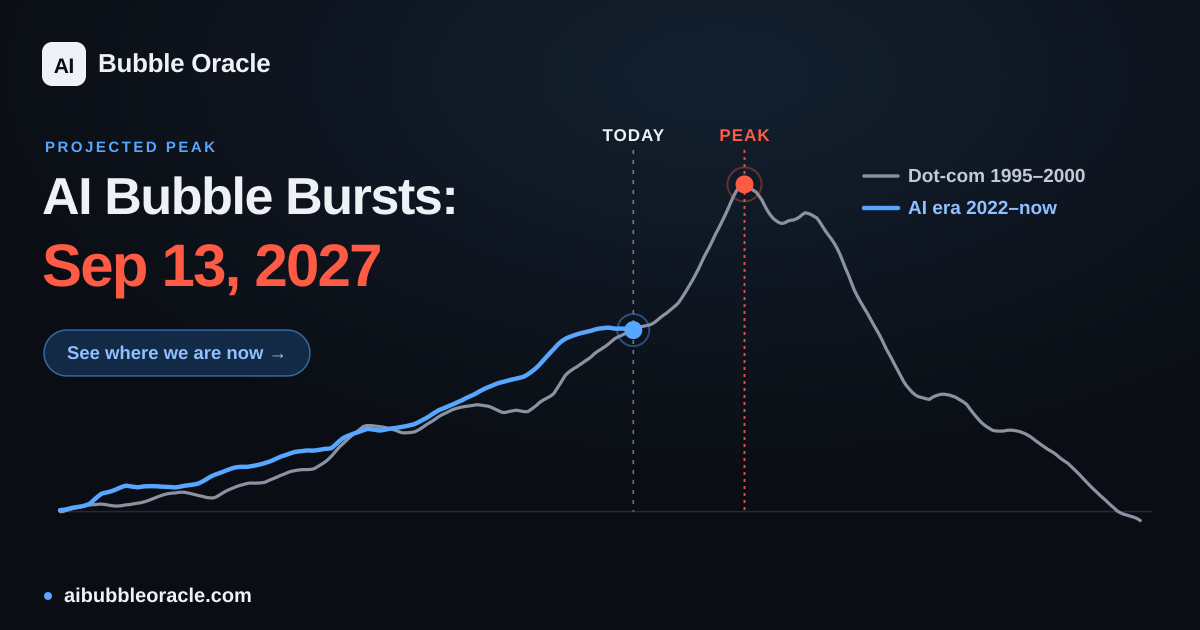 AI Bubble Oracle
PROJECTED PEAK
AI Bubble Bursts:
Sep 13, 2027
See where we are now →
TODAY
PEAK
Dot-com 1995–2000
AI era 2022–now
aibubbleoracle.com